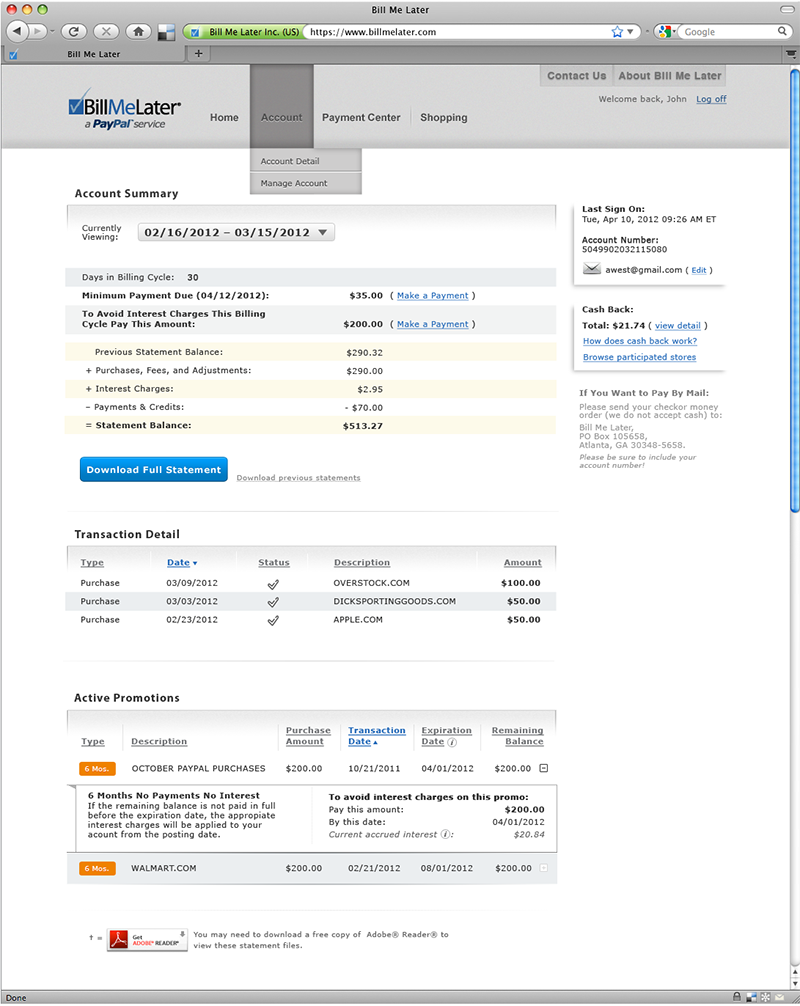 Bill Me Later
Bill Me Later Inc. (US) https://www.billmelater.com Google
Bill Me Later
Contact Us About Bill Me Later
Welcome back, John Log off
BillMeLater®
a PayPal™ service
Home Account Payment Center Shopping
Account Detail
Manage Account
Account Summary
Currently
Viewing:
02/16/2012 – 03/15/2012
Days in Billing Cycle: 30
Minimum Payment Due (04/12/2012): $35.00 ( Make a Payment )
To Avoid Interest Charges This Billing
Cycle Pay This Amount: $200.00 ( Make a Payment )
Previous Statement Balance: $290.32
+ Purchases, Fees, and Adjustments: $290.00
+ Interest Charges: $2.95
– Payments & Credits: - $70.00
= Statement Balance: $513.27
Download Full Statement Download previous statements
Last Sign On:
Tue, Apr 10, 2012 09:26 AM ET
Account Number:
5049902032115080
awest@gmail.com ( Edit )
Cash Back:
Total: $21.74 ( view detail )
How does cash back work?
Browse participated stores
If You Want to Pay By Mail:
Please send your checkor money
order (we do not accept cash) to:
Bill Me Later,
PO Box 105658,
Atlanta, GA 30348-5658.
Please be sure to include your
account number!
Transaction Detail
Type Date Status Description Amount
Purchase 03/09/2012 OVERSTOCK.COM $100.00
Purchase 03/03/2012 DICKSPORTINGGOODS.COM $50.00
Purchase 02/23/2012 APPLE.COM $50.00
Active Promotions
Type Description Purchase Amount Transaction Date Expiration Date i Remaining Balance
6 Mos. OCTOBER PAYPAL PURCHASES $200.00 10/21/2011 04/01/2012 $200.00
6 Months No Payments No Interest
If the remaining balance is not paid in full
before the expiration date, the appropiate
interest charges will be applied to your
acount from the posting date.
To avoid interest charges on this promo:
Pay this amount: $200.00
By this date: 04/01/2012
Current accrued interest i: $20.84
6 Mos. WALMART.COM $200.00 02/21/2012 08/01/2012 $200.00
† = Get
ADOBE® READER®
You may need to download a free copy of Adobe® Reader® to
view these statement files.
Done